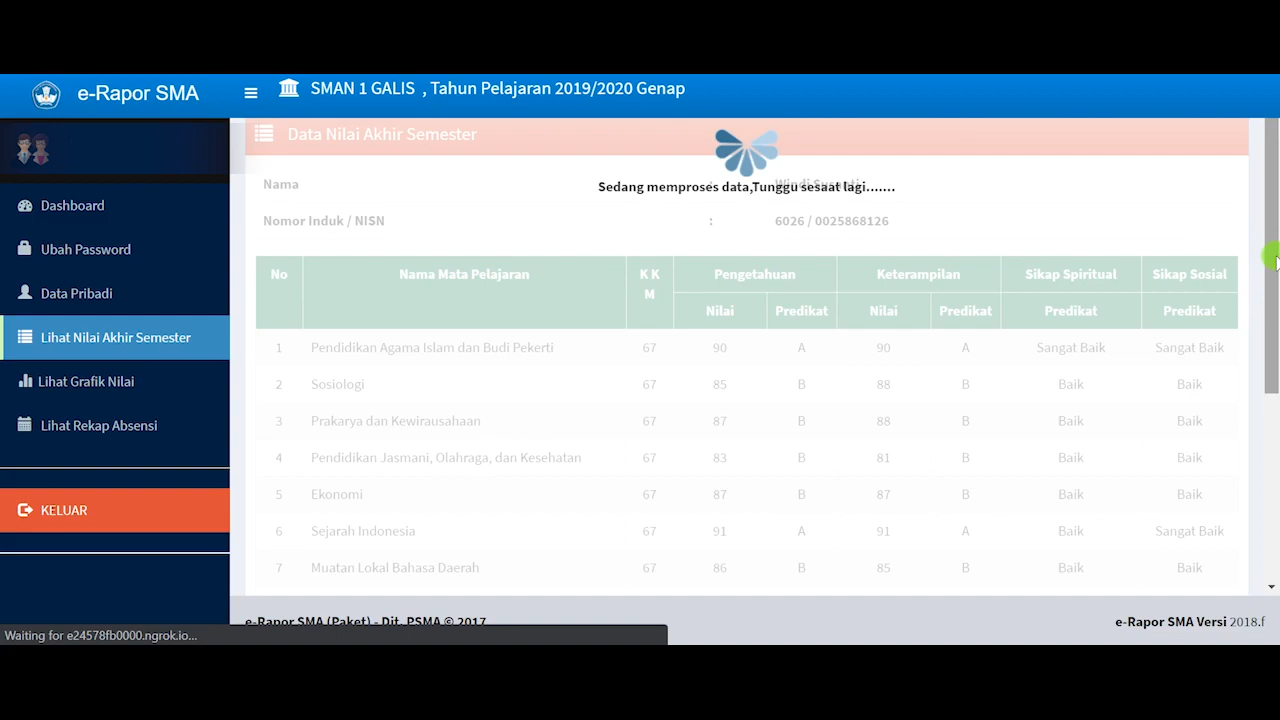 e-Rapor SMA
SMAN 1 GALIS , Tahun Pelajaran 2019/2020 Genap
Dashboard
Ubah Password
Data Pribadi
Lihat Nilai Akhir Semester
Lihat Grafik Nilai
Lihat Rekap Absensi
KELUAR
Data Nilai Akhir Semester
Sedang memproses data,Tunggu sesaat lagi.......
Nama :
Nomor Induk / NISN : 6026 / 0025868126
No Nama Mata Pelajaran K K M Pengetahuan Keterampilan Sikap Spiritual Sikap Sosial
Nilai Predikat Nilai Predikat Predikat Predikat
1 Pendidikan Agama Islam dan Budi Pekerti 67 90 A 90 A Sangat Baik Sangat Baik
2 Sosiologi 67 85 B 88 B Baik Baik
3 Prakarya dan Kewirausahaan 67 87 B 88 B Baik Baik
4 Pendidikan Jasmani, Olahraga, dan Kesehatan 67 83 B 81 B Baik Baik
5 Ekonomi 67 87 B 87 B Baik Baik
6 Sejarah Indonesia 67 91 A 91 A Baik Sangat Baik
7 Muatan Lokal Bahasa Daerah 67 86 B 85 B Baik Baik
e-Rapor SMA (Paket) - Dit. PSMA © 2017
e-Rapor SMA Versi 2018.f
Waiting for e24578fb0000.ngrok.io...